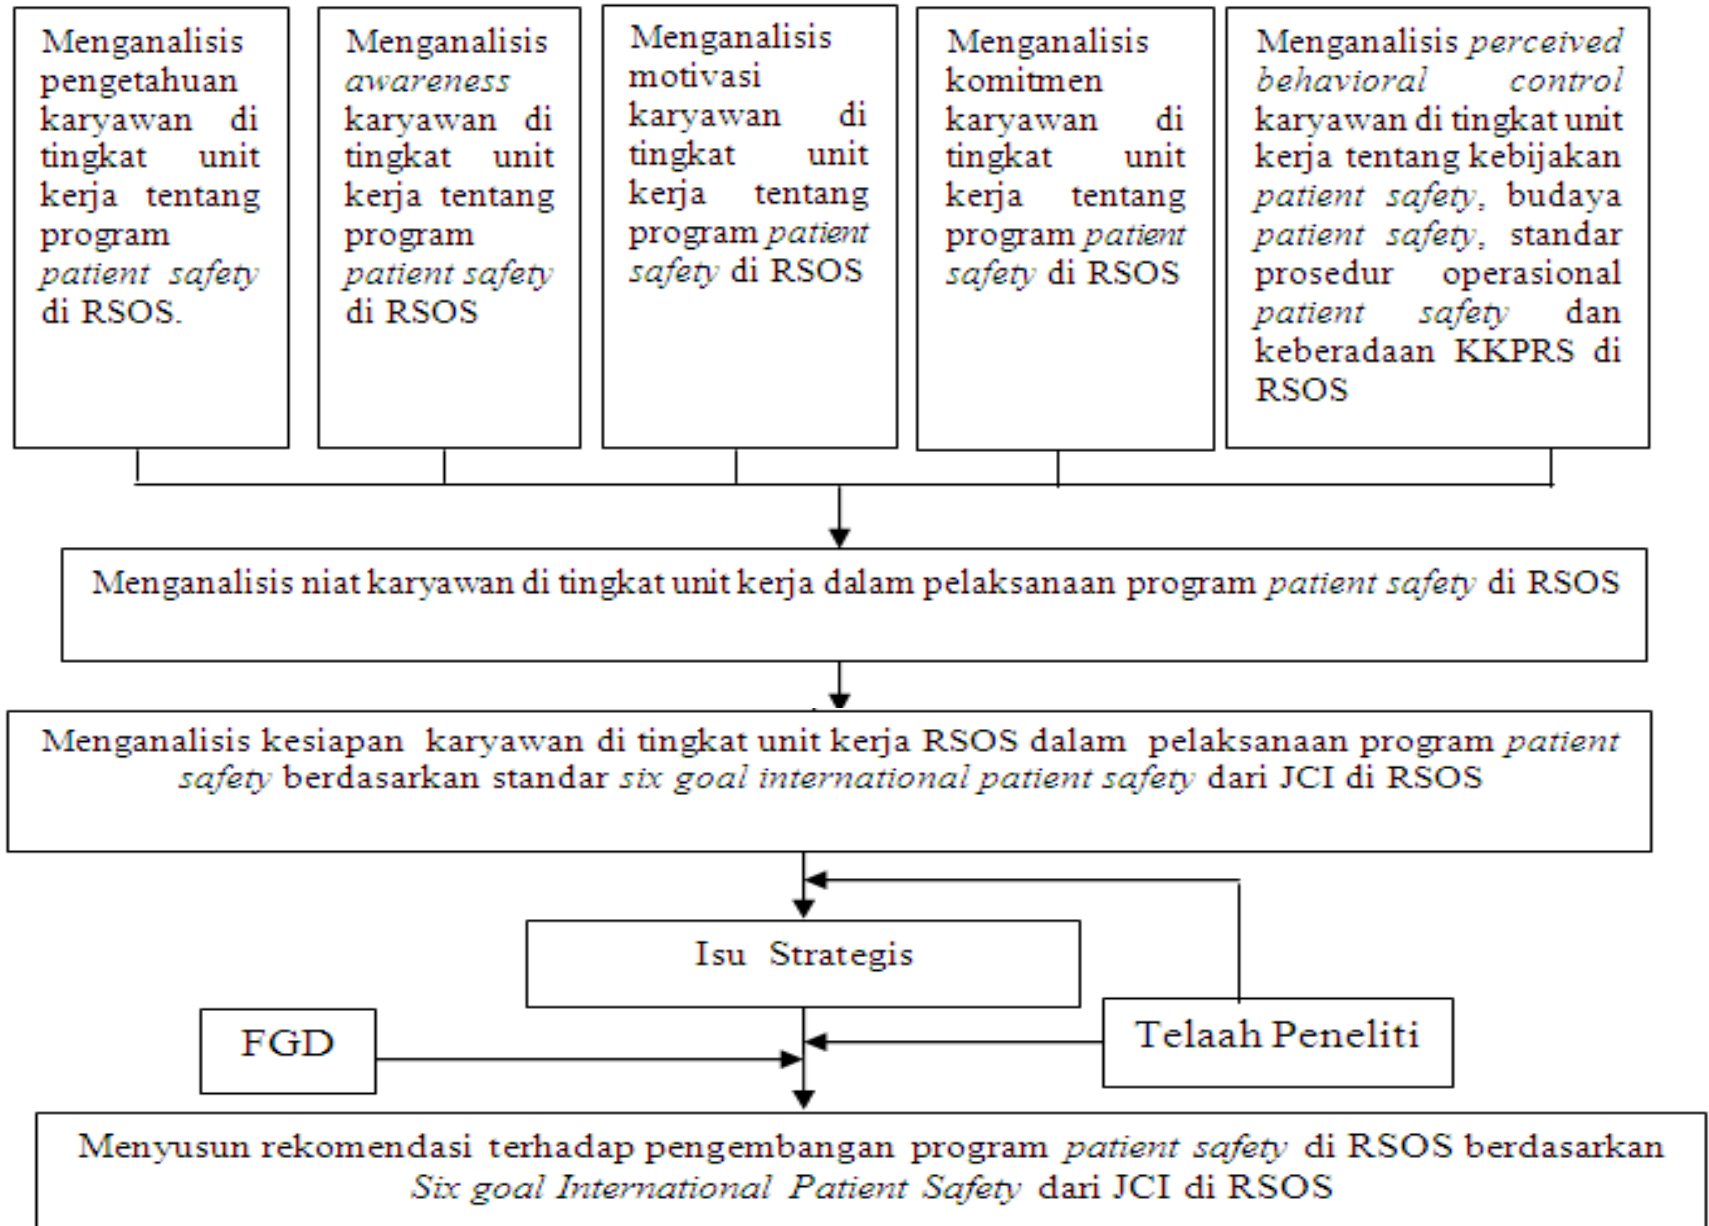 Menganalisis
pengetahuan
karyawan di
tingkat unit
kerja tentang
program
patient safety
di RSOS.
Menganalisis
awareness
karyawan di
tingkat unit
kerja tentang
program
patient safety
di RSOS
Menganalisis
motivasi
karyawan di
tingkat unit
kerja tentang
program patient
safety di RSOS
Menganalisis
komitmen
karyawan di
tingkat unit
kerja tentang
program patient
safety di RSOS
Menganalisis perceived
behavioral control
karyawan di tingkat unit
kerja tentang kebijakan
patient safety, budaya
patient safety, standar
prosedur operasional
patient safety dan
keberadaan KKPRS di
RSOS
Menganalisis niat karyawan di tingkat unit kerja dalam pelaksanaan program patient safety di RSOS
Menganalisis kesiapan karyawan di tingkat unit kerja RSOS dalam pelaksanaan program patient
safety berdasarkan standar six goal international patient safety dari JCI di RSOS
Isu Strategis
FGD
Telaah Peneliti
Menyusun rekomendasi terhadap pengembangan program patient safety di RSOS berdasarkan
Six goal International Patient Safety dari JCI di RSOS